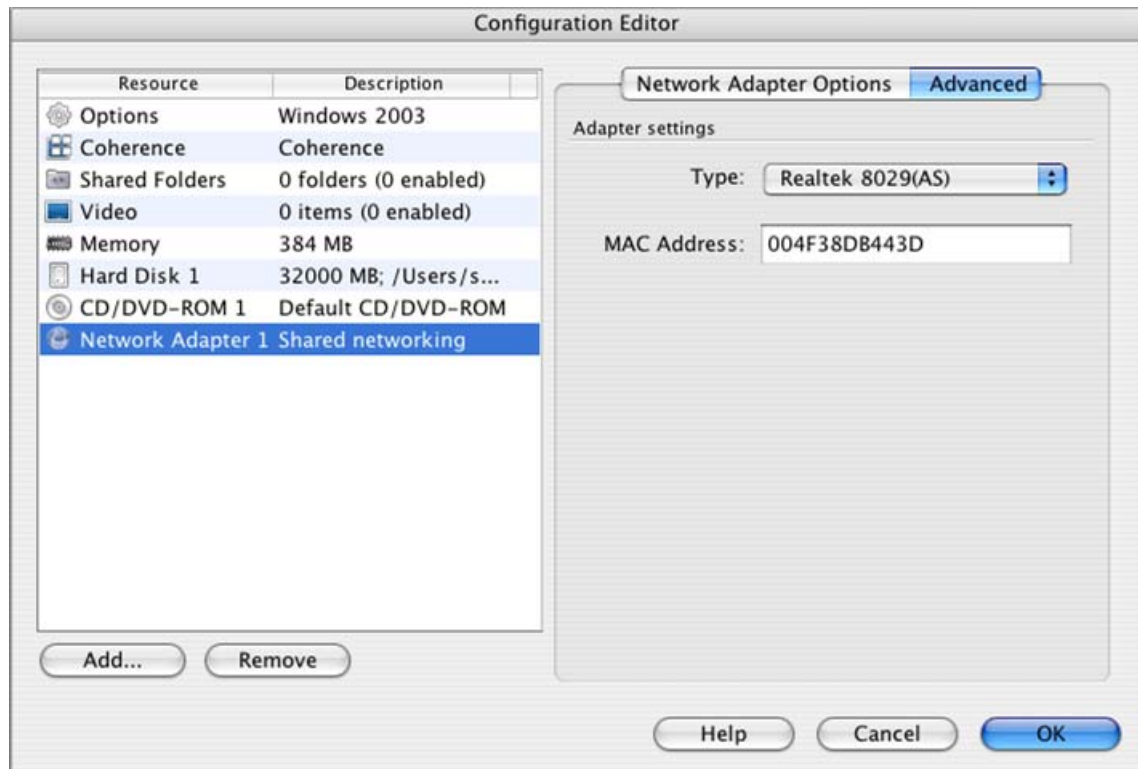 Configuration Editor
Resource Description
Options Windows 2003
Coherence Coherence
Shared Folders 0 folders (0 enabled)
Video 0 items (0 enabled)
Memory 384 MB
Hard Disk 1 32000 MB; /Users/s...
CD/DVD-ROM 1 Default CD/DVD-ROM
Network Adapter 1 Shared networking
Add... Remove
Network Adapter Options Advanced
Adapter settings
Type: Realtek 8029(AS)
MAC Address: 004F38DB443D
Help Cancel OK